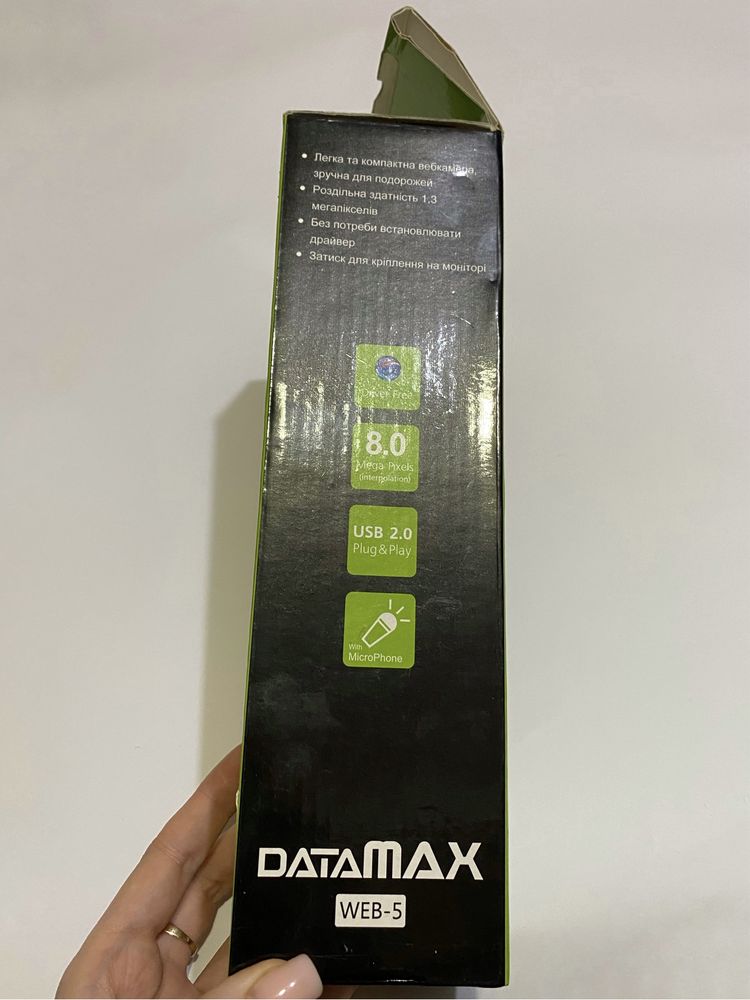 • Легка та компактна вебкамера,
зручна для подорожей
• Роздільна здатність 1,3
мегапікселів
• Без потреби встановлювати
драйвер
• Затиск для кріплення на моніторі
Driver Free
8.0
Mega Pixels
(interpolation)
USB 2.0
Plug&Play
With
MicroPhone
DATAMAX
WEB-5